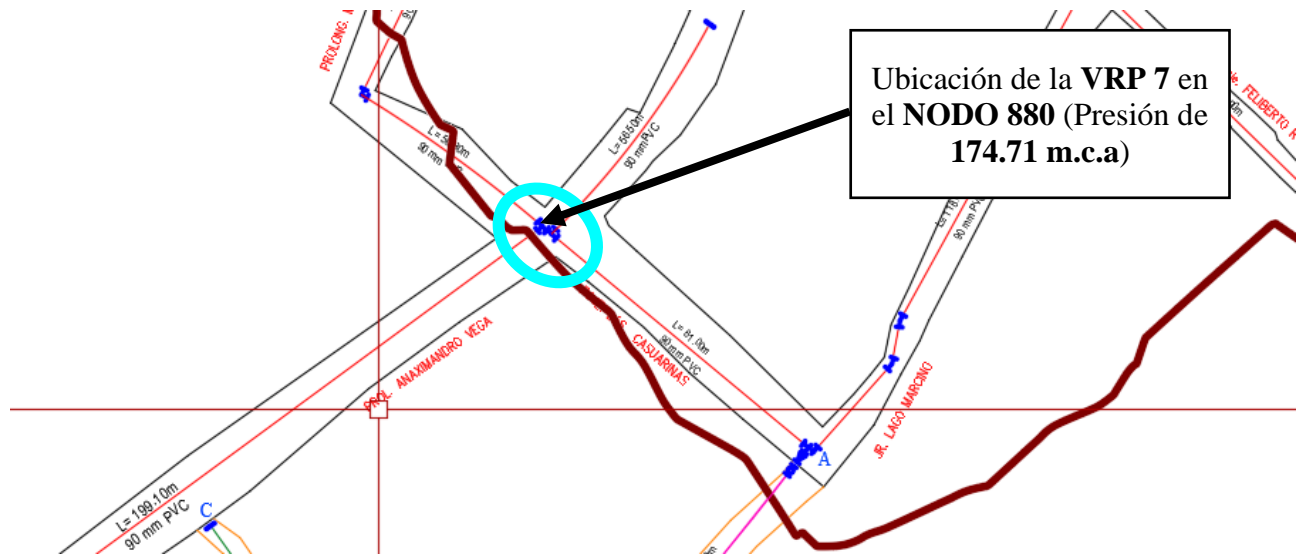 PROLONG.
Ubicación de la VRP 7 en
el NODO 880 (Presión de
174.71 m.c.a)
FELIBERTO R
L= 56.50m
90 mm PVC
90 mm
90 mm PVC
L= 81.00m
90 mm PVC
CASUARINAS
PROL. ANAXIMANDRO VEGA
JR. LAGO MARCINO
A
L= 199.10m
90 mm PVC
C